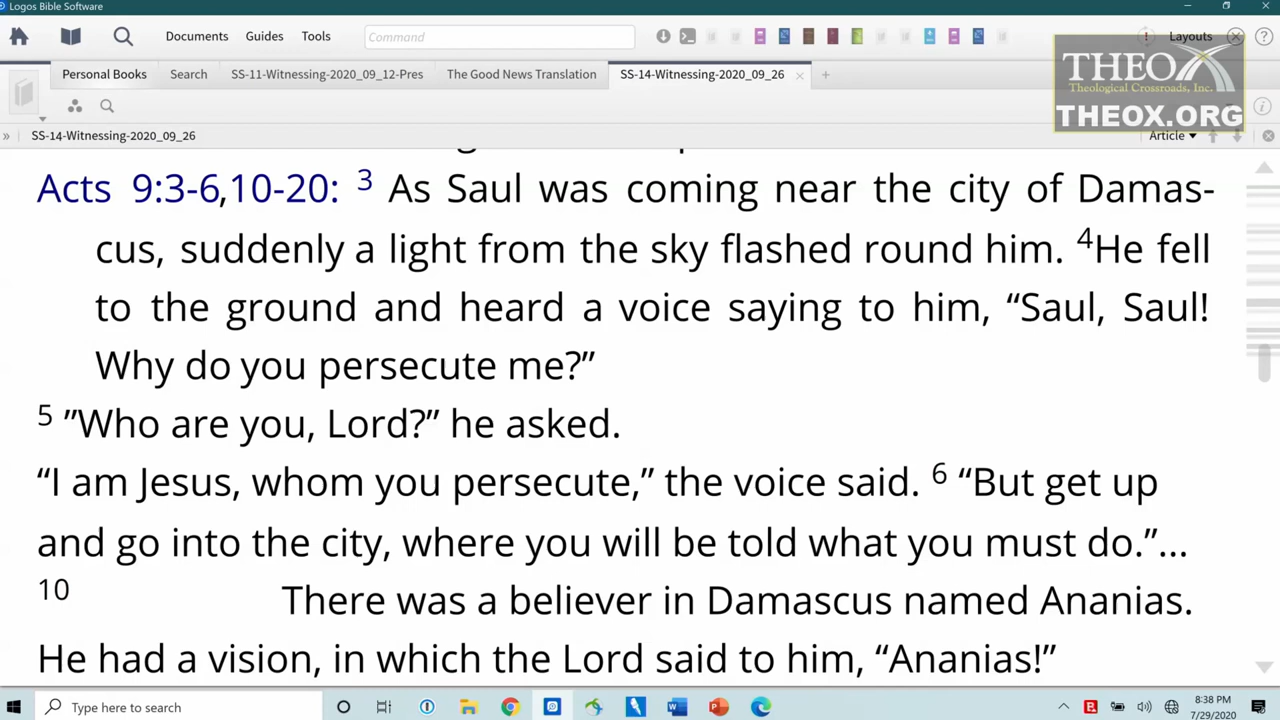 Logos Bible Software
Documents Guides Tools Command Layouts
THEOX
Theological Crossroads, Inc.
THEOX.ORG
Personal Books Search SS-11-Witnessing-2020_09_12-Pres The Good News Translation SS-14-Witnessing-2020_09_26
SS-14-Witnessing-2020_09_26 Article
Acts 9:3-6,10-20: 3 As Saul was coming near the city of Damas-
cus, suddenly a light from the sky flashed round him. 4He fell
to the ground and heard a voice saying to him, “Saul, Saul!
Why do you persecute me?”
5 ”Who are you, Lord?” he asked.
“I am Jesus, whom you persecute,” the voice said. 6 “But get up
and go into the city, where you will be told what you must do.”...
10 There was a believer in Damascus named Ananias.
He had a vision, in which the Lord said to him, “Ananias!”
Type here to search
8:38 PM
7/29/2020